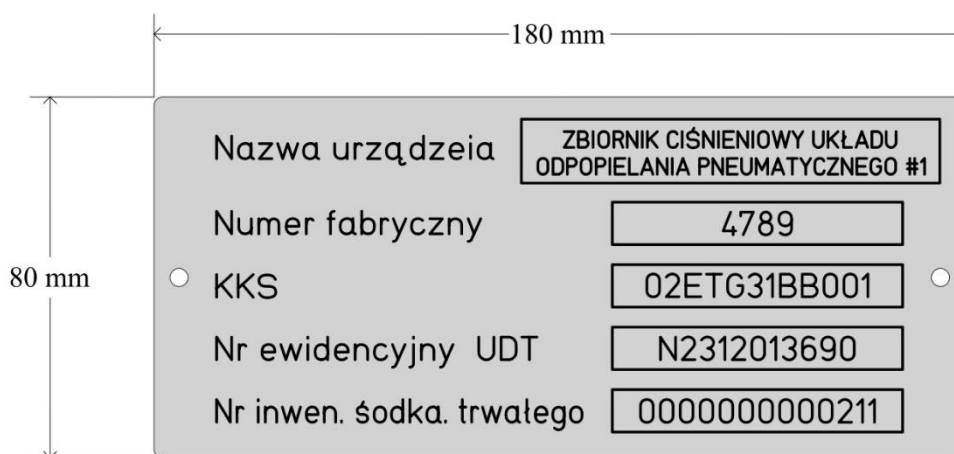 180 mm
80 mm
Nazwa urządzeia
ZBIORNIK CIŚNIENIOWY UKŁADU
ODPOPIELANIA PNEUMATYCZNEGO #1
Numer fabryczny 4789
KKS 02ETG31BB001
Nr ewidencyjny UDT N2312013690
Nr inwen. śodka. trwałego 0000000000211